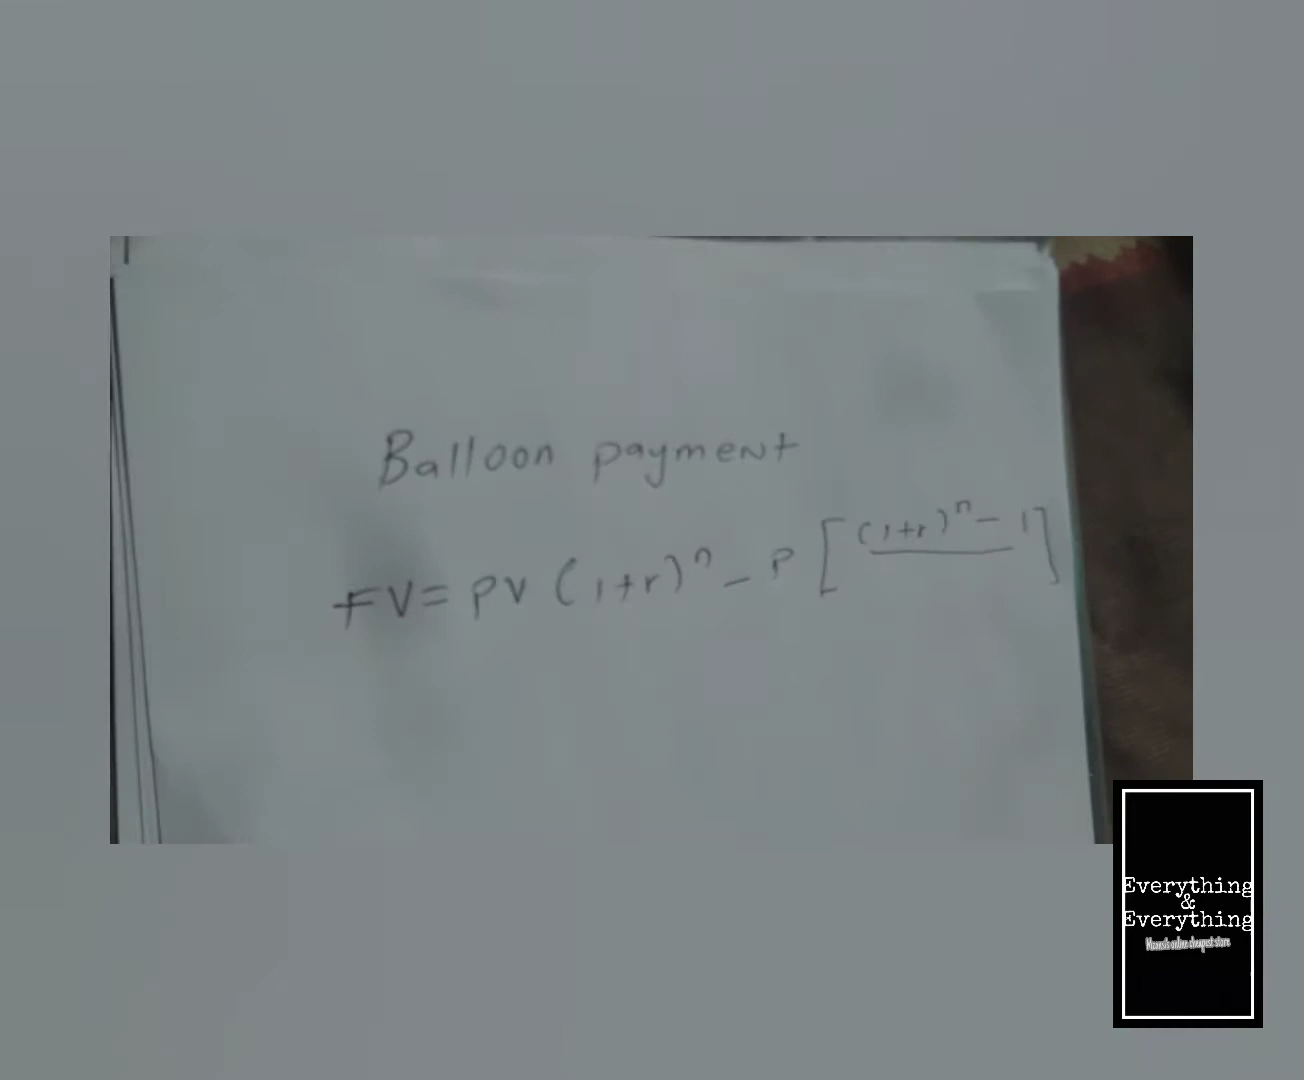 Balloon payment
FV = PV (1+r)^n - P [(1+r)^n - 1]
Everything
&
Everything